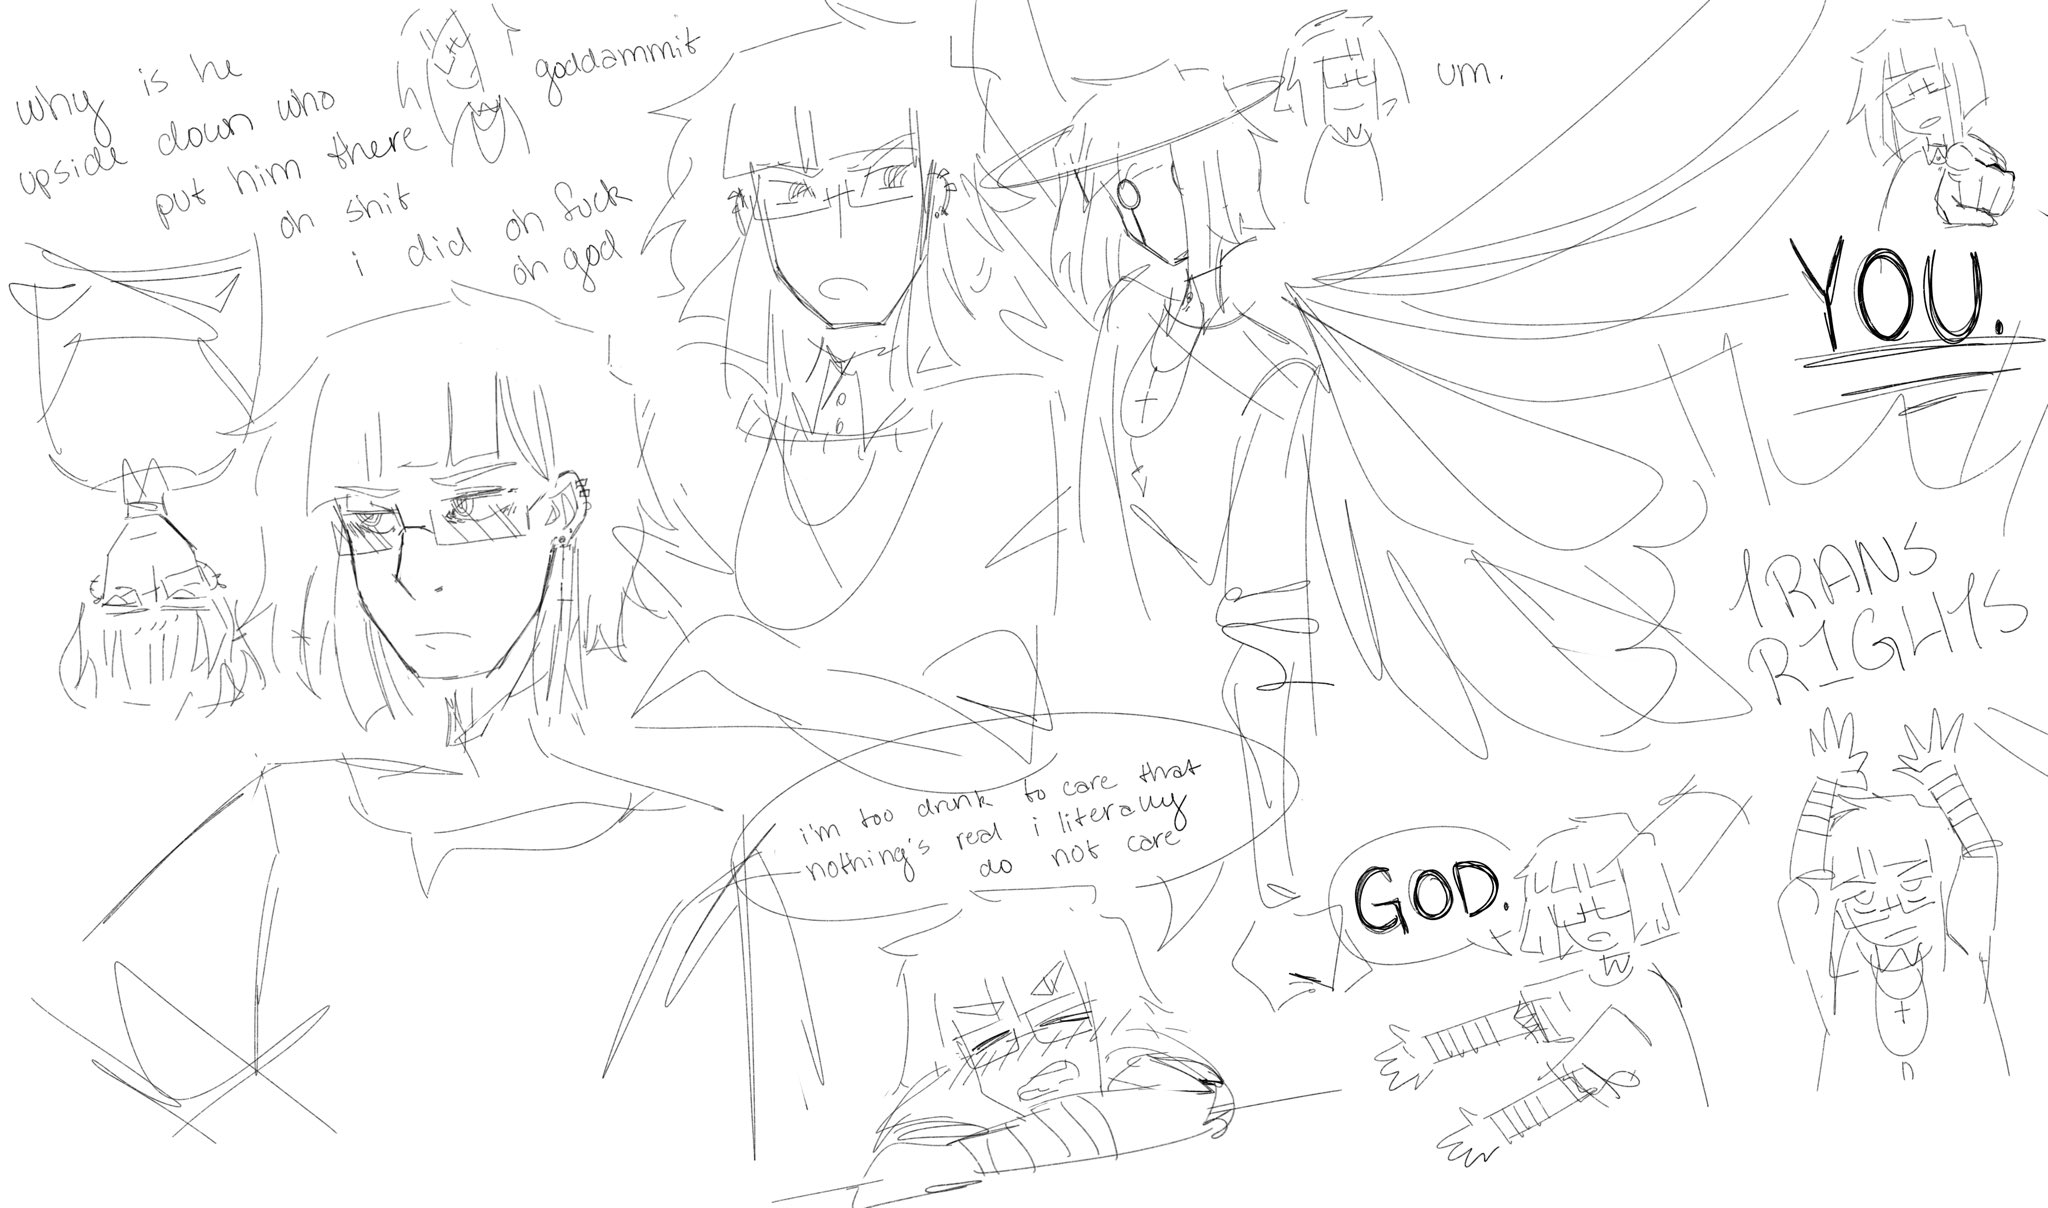 why is he
upside down who
put him there
oh shit
i did oh fuck
oh god
goddammit
um.
YOU.
TRANS
RIGHTS
i'm too drunk to care that
nothing's real i literally
do not care
GOD.